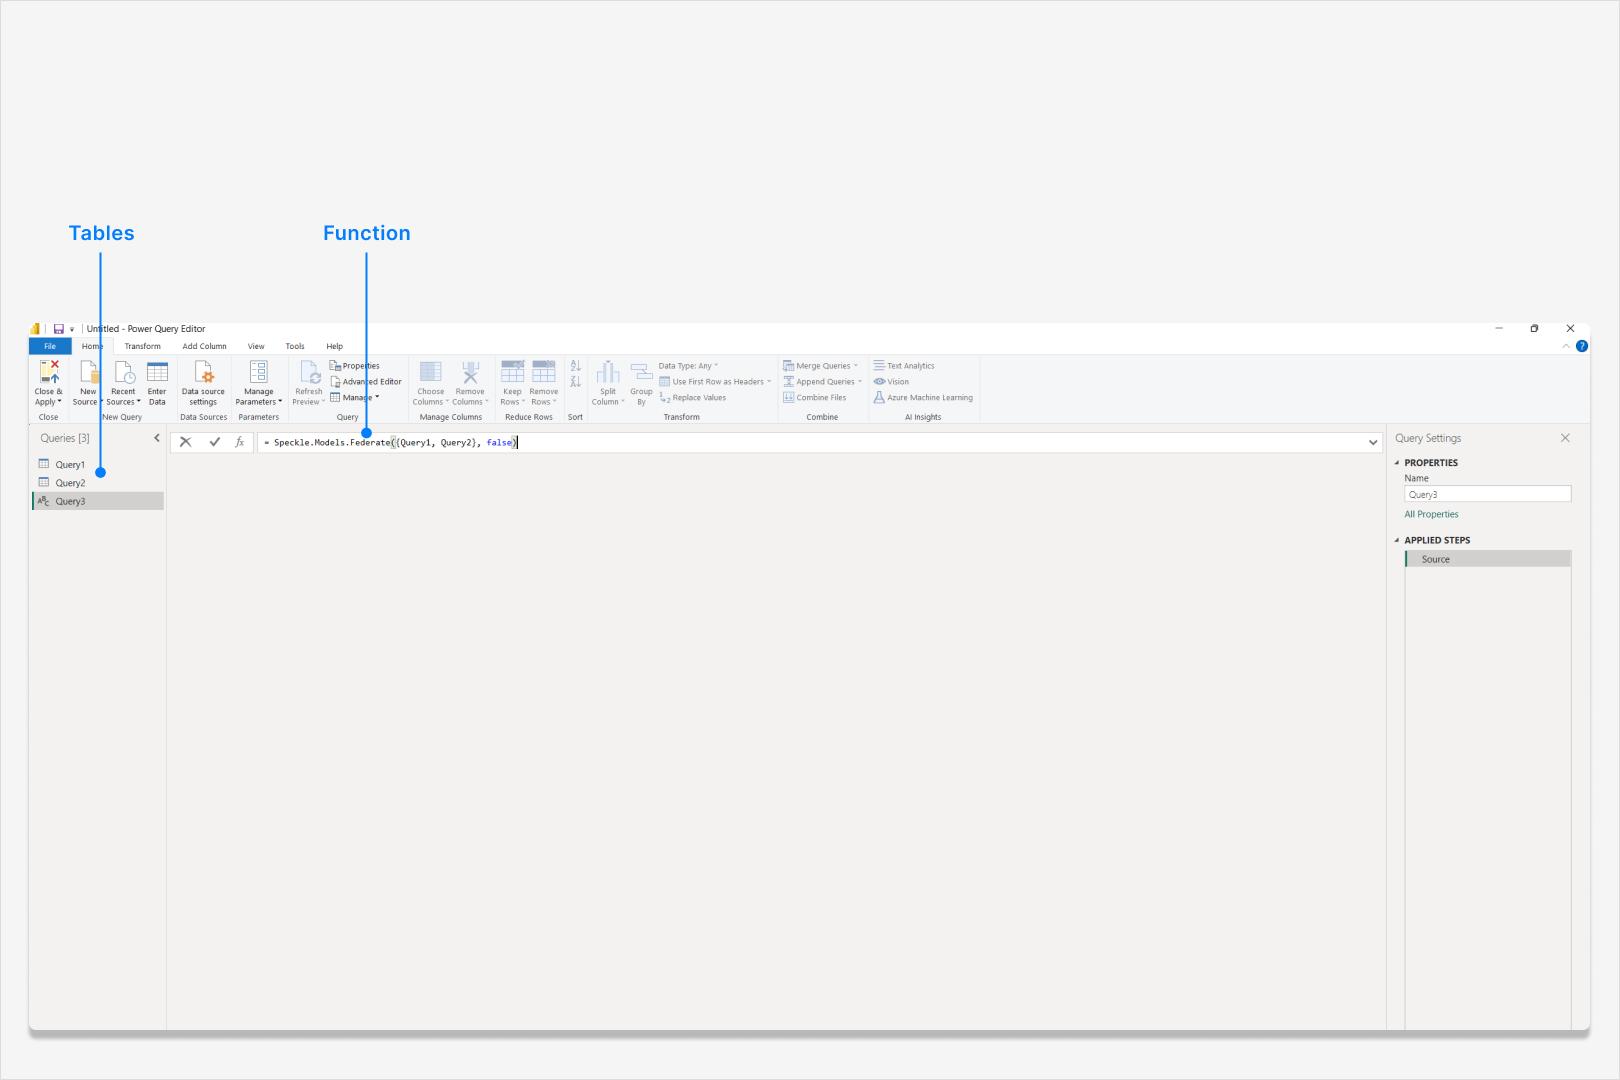 Tables
Function
Untitled - Power Query Editor
File Home Transform Add Column View Tools Help
Close & Apply
Close
New Source
Recent Sources
Enter Data
New Query
Data source settings
Data Sources
Manage Parameters
Parameters
Refresh Preview
Properties
Advanced Editor
Manage
Query
Choose Columns
Remove Columns
Manage Columns
Keep Rows
Remove Rows
Reduce Rows
Sort
Split Column
Group By
Data Type: Any
Use First Row as Headers
Replace Values
Transform
Merge Queries
Append Queries
Combine Files
Combine
Text Analytics
Vision
Azure Machine Learning
AI Insights
Queries [3]
Query1
Query2
Query3
= Speckle.Models.Federate({Query1, Query2}, false)
Query Settings
PROPERTIES
Name
Query3
All Properties
APPLIED STEPS
Source